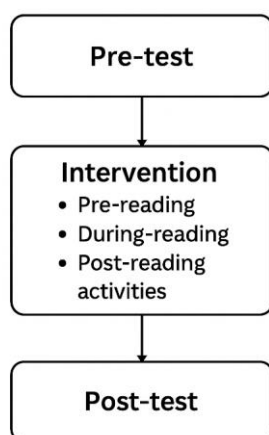 Pre-test
Intervention
• Pre-reading
• During-reading
• Post-reading
activities
Post-test